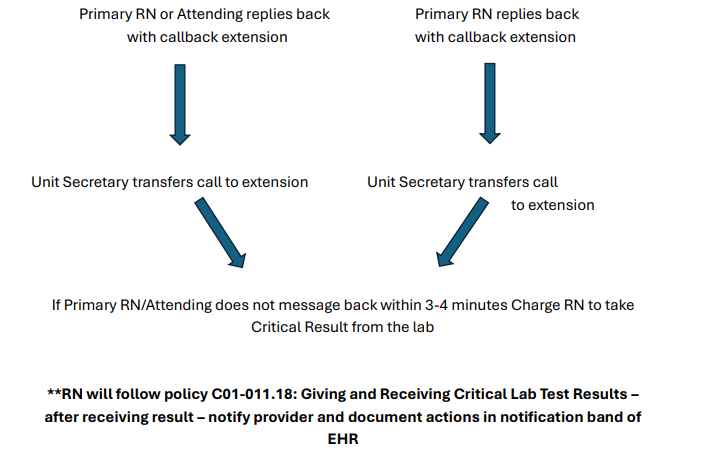 Primary RN or Attending replies back
with callback extension
Primary RN replies back
with callback extension
Unit Secretary transfers call to extension
Unit Secretary transfers call
to extension
If Primary RN/Attending does not message back within 3-4 minutes Charge RN to take
Critical Result from the lab
**RN will follow policy C01-011.18: Giving and Receiving Critical Lab Test Results –
after receiving result – notify provider and document actions in notification band of
EHR